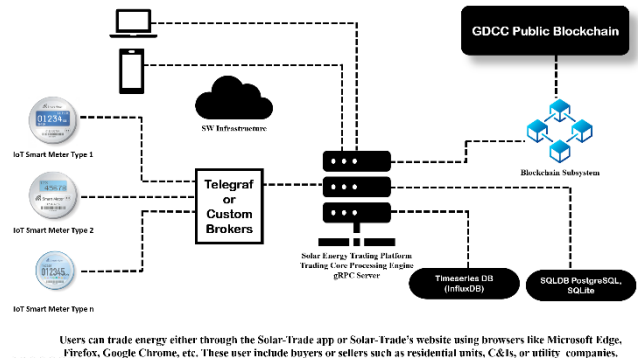 GDCC Public Blockchain
SW Infrastructure
IoT Smart Meter Type 1
Blockchain Subsystem
Telegraf
or
Custom
Brokers
IoT Smart Meter Type 2
Solar Energy Trading Platform
Trading Core Processing Engine
gRPC Server
Timeseries DB
(InfluxDB)
SQLDB PostgreSQL,
SQLite
IoT Smart Meter Type n
Users can trade energy either through the Solar-Trade app or Solar-Trade's website using browsers like Microsoft Edge,
Firefox, Google Chrome, etc. These user include buyers or sellers such as residential units, C&Is, or utility companies.